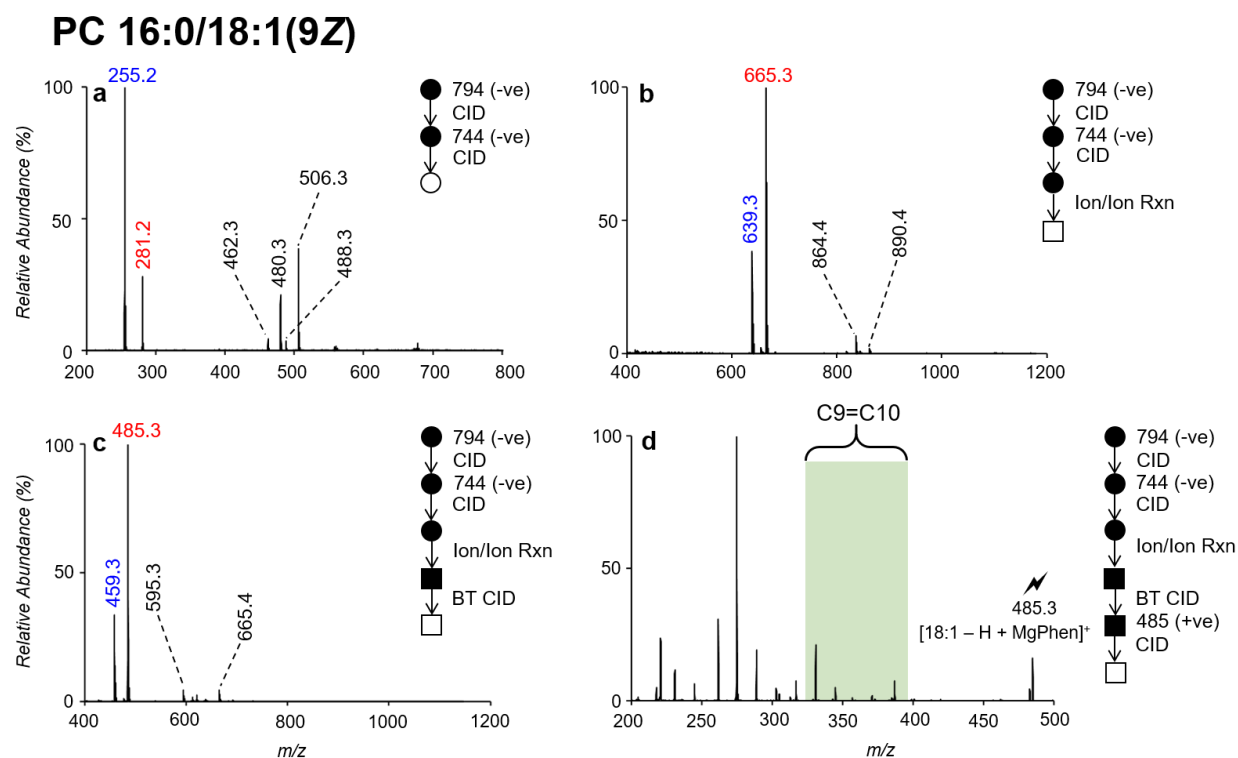 PC 16:0/18:1(9Z)
a
255.2
281.2
462.3
480.3
506.3
488.3
794 (-ve)
CID
744 (-ve)
CID
Relative Abundance (%)
100
50
0
200 300 400 500 600 700 800
b
665.3
639.3
864.4
890.4
794 (-ve)
CID
744 (-ve)
CID
Ion/Ion Rxn
100
50
0
400 600 800 1000 1200
c
485.3
459.3
595.3
665.4
794 (-ve)
CID
744 (-ve)
CID
Ion/Ion Rxn
BT CID
Relative Abundance (%)
100
50
0
400 600 800 1000 1200
m/z
d
C9=C10
485.3
[18:1 – H + MgPhen]+
794 (-ve)
CID
744 (-ve)
CID
Ion/Ion Rxn
BT CID
485 (+ve)
CID
100
50
0
200 250 300 350 400 450 500
m/z